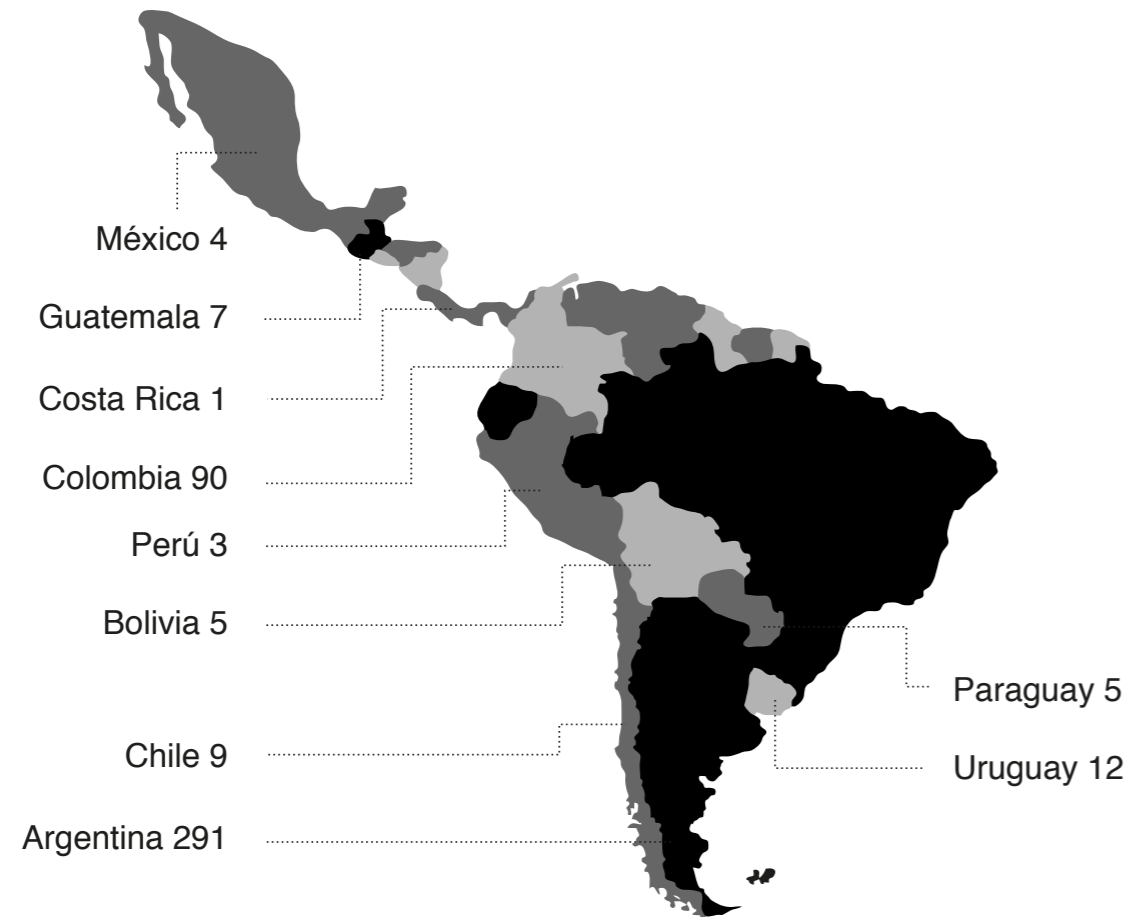 México 4
Guatemala 7
Costa Rica 1
Colombia 90
Perú 3
Bolivia 5
Chile 9
Argentina 291
Paraguay 5
Uruguay 12